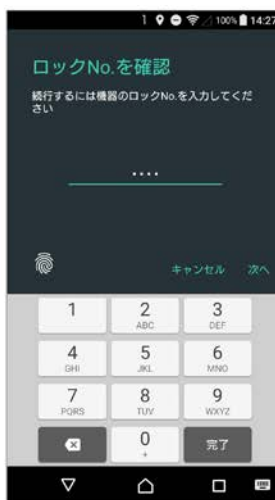 1 100% 14:27
ロックNo.を確認
続行するには機器のロックNo.を入力してくだ
さい
････
キャンセル 次へ
1 2 3
ABC DEF
4 5 6
GHI JKL MNO
7 8 9
PQRS TUV WXYZ
0 完了
+